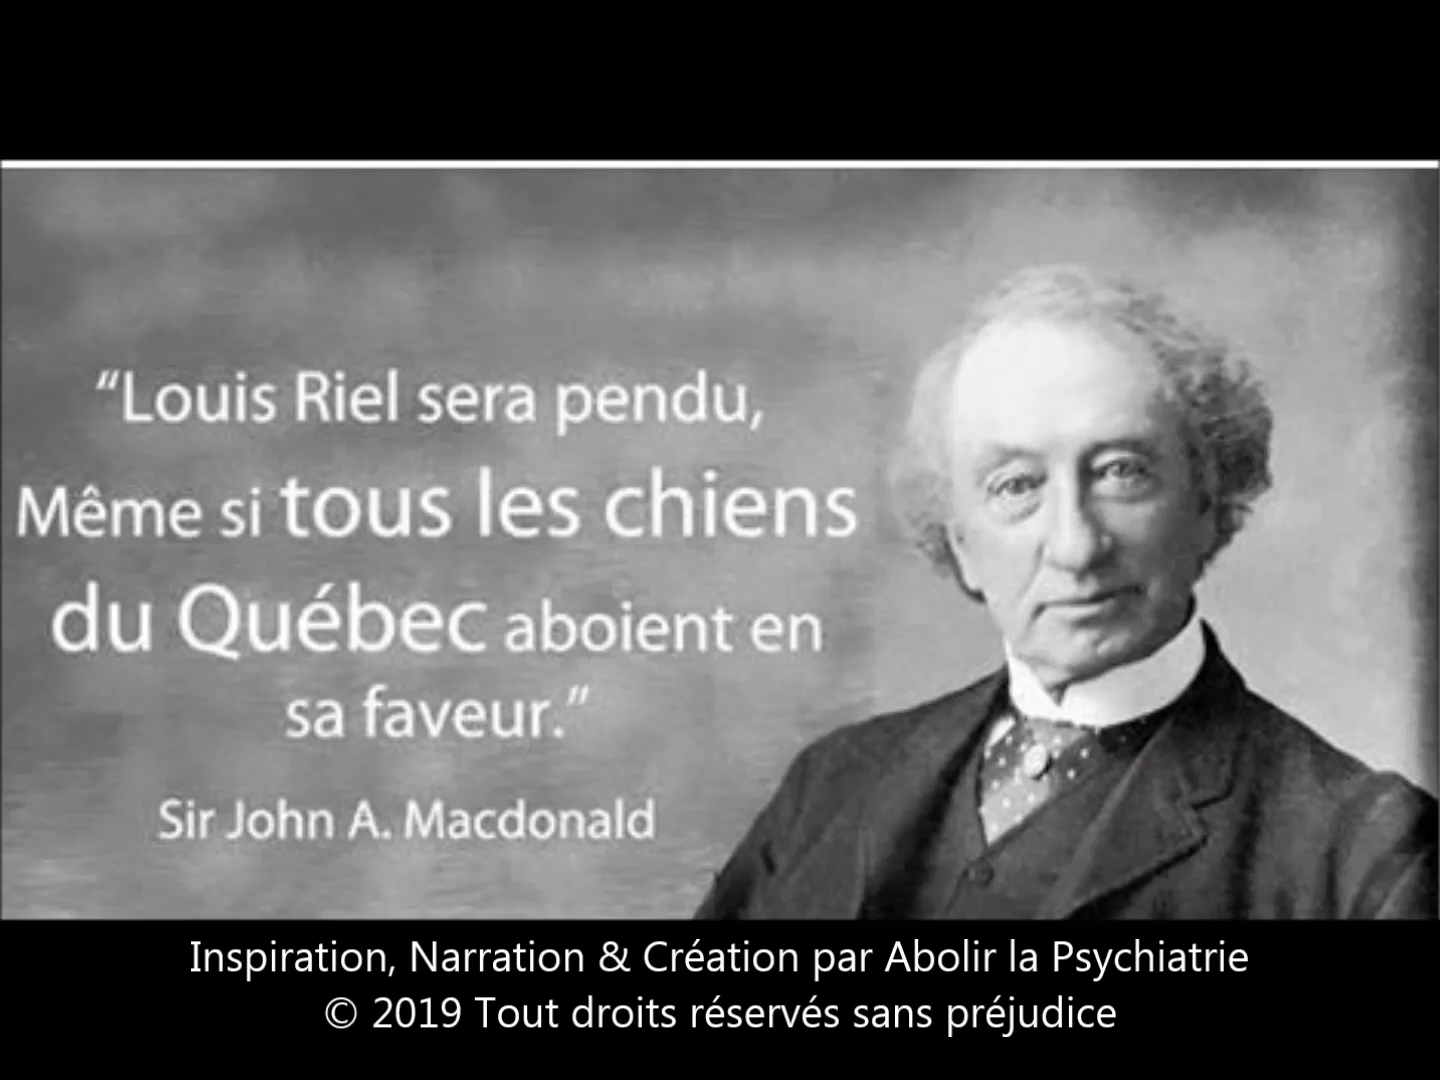 “Louis Riel sera pendu,
Même si tous les chiens
du Québec aboient en
sa faveur.”
Sir John A. Macdonald
Inspiration, Narration & Création par Abolir la Psychiatrie
© 2019 Tout droits réservés sans préjudice